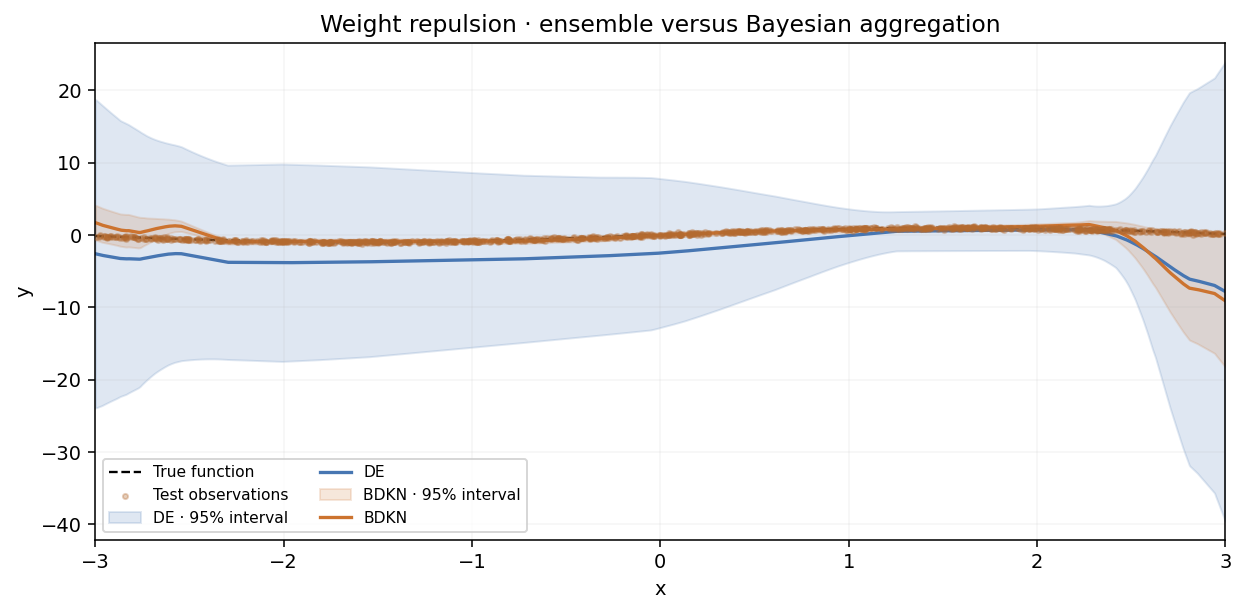 Weight repulsion · ensemble versus Bayesian aggregation
y
20
10
0
−10
−20
−30
−40
True function
Test observations
DE · 95% interval
DE
BDKN · 95% interval
BDKN
−3
−2
−1
0
1
2
3
x